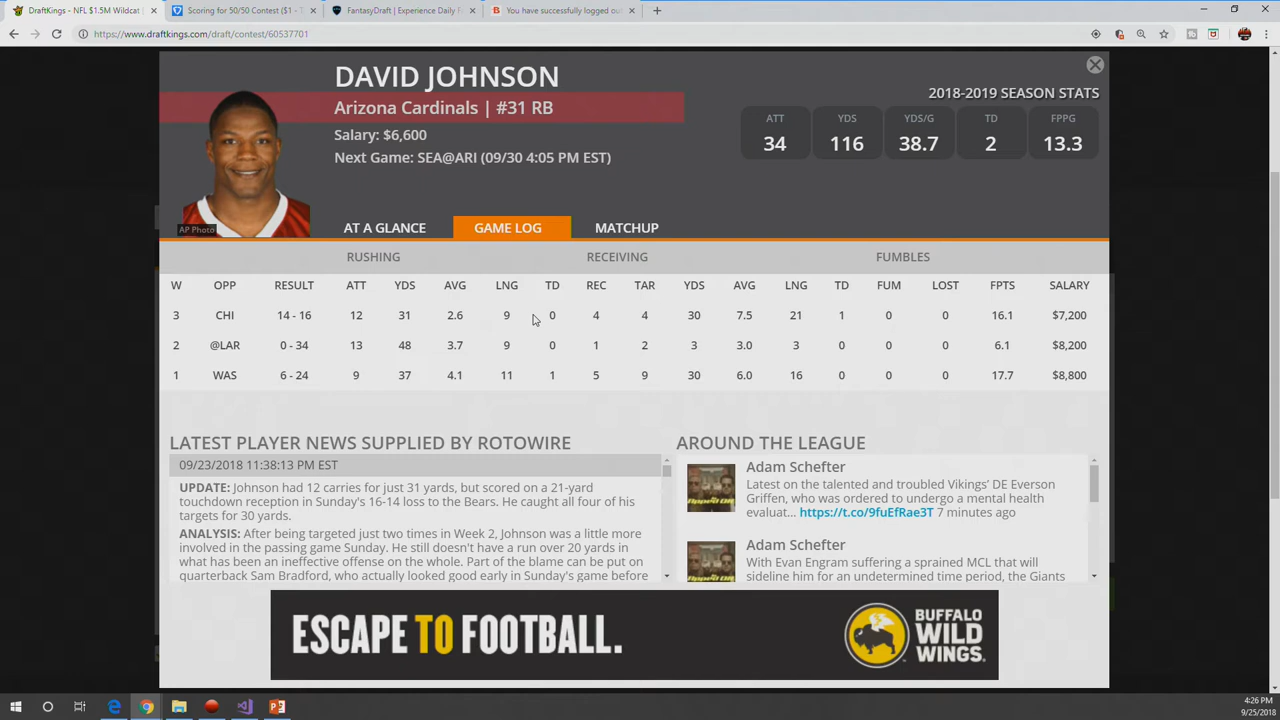 DraftKings - NFL $1.5M Wildcat
Scoring for 50/50 Contest ($1 - T
FantasyDraft | Experience Daily F
You have successfully logged ou
https://www.draftkings.com/draft/contest/60537701
DAVID JOHNSON
Arizona Cardinals | #31 RB
Salary: $6,600
Next Game: SEA@ARI (09/30 4:05 PM EST)
2018-2019 SEASON STATS
ATT YDS YDS/G TD FPPG
34 116 38.7 2 13.3
AP Photo
AT A GLANCE GAME LOG MATCHUP
RUSHING RECEIVING FUMBLES
W OPP RESULT ATT YDS AVG LNG TD REC TAR YDS AVG LNG TD FUM LOST FPTS SALARY
3 CHI 14 - 16 12 31 2.6 9 0 4 4 30 7.5 21 1 0 0 16.1 $7,200
2 @LAR 0 - 34 13 48 3.7 9 0 1 2 3 3.0 3 0 0 0 6.1 $8,200
1 WAS 6 - 24 9 37 4.1 11 1 5 9 30 6.0 16 0 0 0 17.7 $8,800
LATEST PLAYER NEWS SUPPLIED BY ROTOWIRE
09/23/2018 11:38:13 PM EST
UPDATE: Johnson had 12 carries for just 31 yards, but scored on a 21-yard
touchdown reception in Sunday's 16-14 loss to the Bears. He caught all four of his
targets for 30 yards.
ANALYSIS: After being targeted just two times in Week 2, Johnson was a little more
involved in the passing game Sunday. He still doesn't have a run over 20 yards in
what has been an ineffective offense on the whole. Part of the blame can be put on
quarterback Sam Bradford, who actually looked good early in Sunday's game before
AROUND THE LEAGUE
Adam Schefter
Latest on the talented and troubled Vikings' DE Everson
Griffen, who was ordered to undergo a mental health
evaluat... https://t.co/9fuEfRae3T 7 minutes ago
Adam Schefter
With Evan Engram suffering a sprained MCL that will
sideline him for an undetermined time period, the Giants
ESCAPE TO FOOTBALL.
BUFFALO
WILD
WINGS.
4:26 PM
9/25/2018